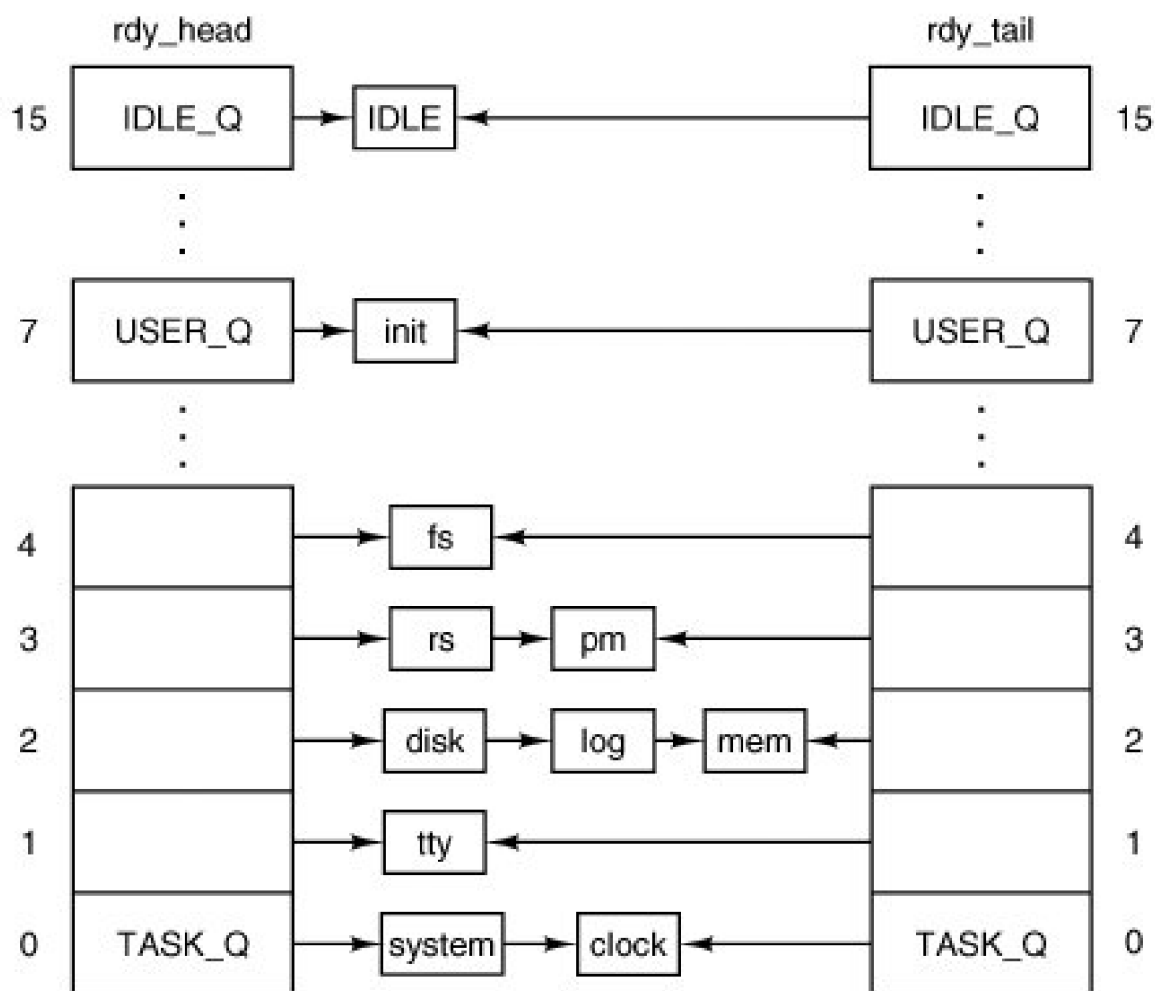 rdy_head rdy_tail
15 IDLE_Q IDLE IDLE_Q 15
7 USER_Q init USER_Q 7
4 fs 4
3 rs pm 3
2 disk log mem 2
1 tty 1
0 TASK_Q system clock TASK_Q 0